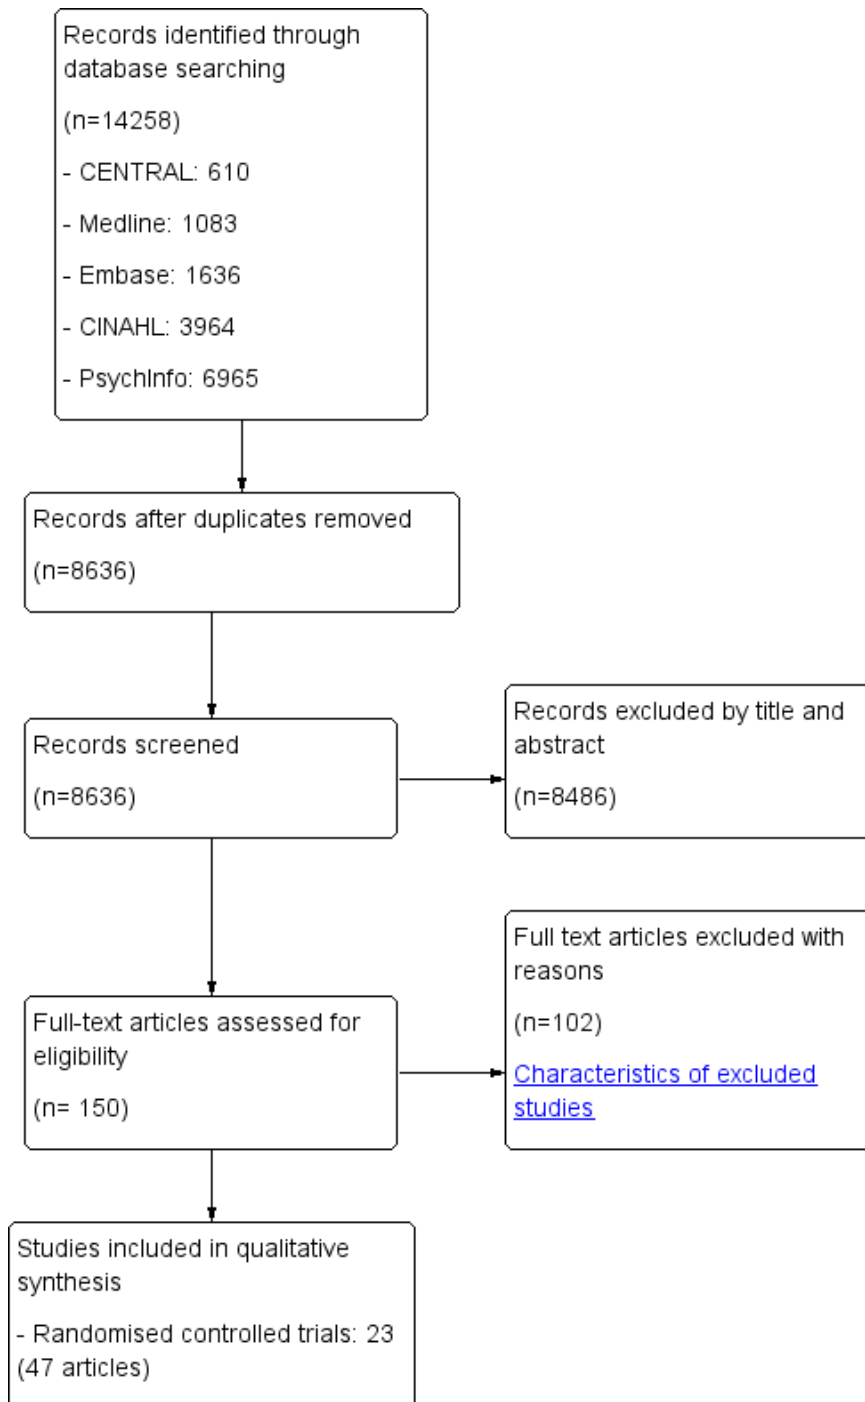 Records identified through
database searching
(n=14258)
- CENTRAL: 610
- Medline: 1083
- Embase: 1636
- CINAHL: 3964
- PsychInfo: 6965
Records after duplicates removed
(n=8636)
Records screened
(n=8636)
Records excluded by title and
abstract
(n=8486)
Full-text articles assessed for
eligibility
(n= 150)
Full text articles excluded with
reasons
(n=102)
Characteristics of excluded
studies
Studies included in qualitative
synthesis
- Randomised controlled trials: 23
(47 articles)